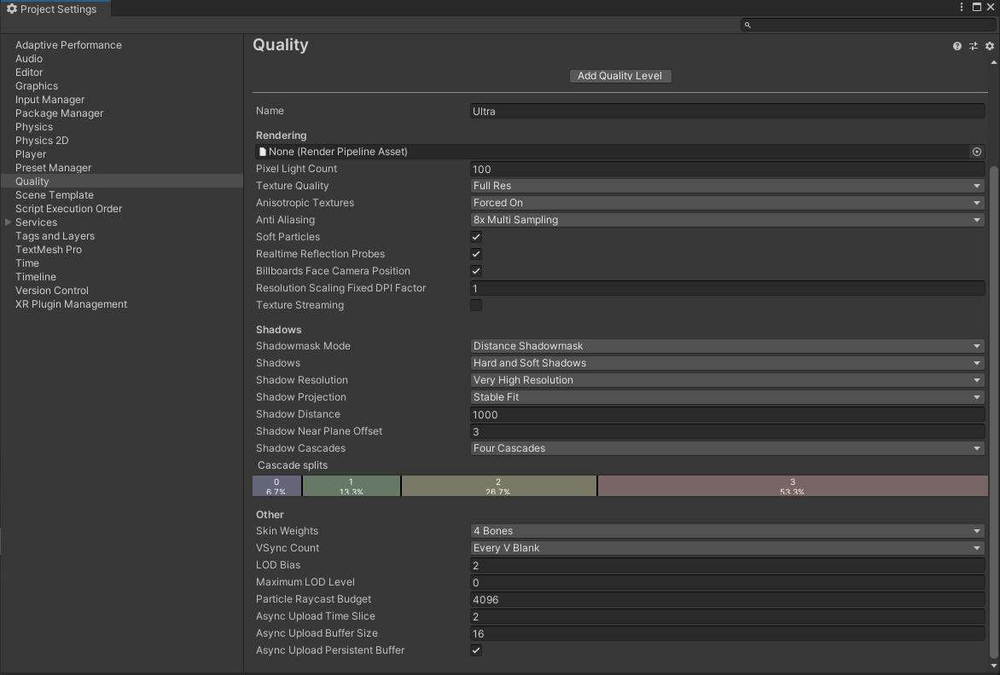 Project Settings
Adaptive Performance
Audio
Editor
Graphics
Input Manager
Package Manager
Physics
Physics 2D
Player
Preset Manager
Quality
Scene Template
Script Execution Order
Services
Tags and Layers
TextMesh Pro
Time
Timeline
Version Control
XR Plugin Management
Quality
Add Quality Level
Name Ultra
Rendering
None (Render Pipeline Asset)
Pixel Light Count 100
Texture Quality Full Res
Anisotropic Textures Forced On
Anti Aliasing 8x Multi Sampling
Soft Particles
Realtime Reflection Probes
Billboards Face Camera Position
Resolution Scaling Fixed DPI Factor 1
Texture Streaming
Shadows
Shadowmask Mode Distance Shadowmask
Shadows Hard and Soft Shadows
Shadow Resolution Very High Resolution
Shadow Projection Stable Fit
Shadow Distance 1000
Shadow Near Plane Offset 3
Shadow Cascades Four Cascades
Cascade splits
0 1 2 3
6.7% 13.3% 26.7% 53.3%
Other
Skin Weights 4 Bones
VSync Count Every V Blank
LOD Bias 2
Maximum LOD Level 0
Particle Raycast Budget 4096
Async Upload Time Slice 2
Async Upload Buffer Size 16
Async Upload Persistent Buffer